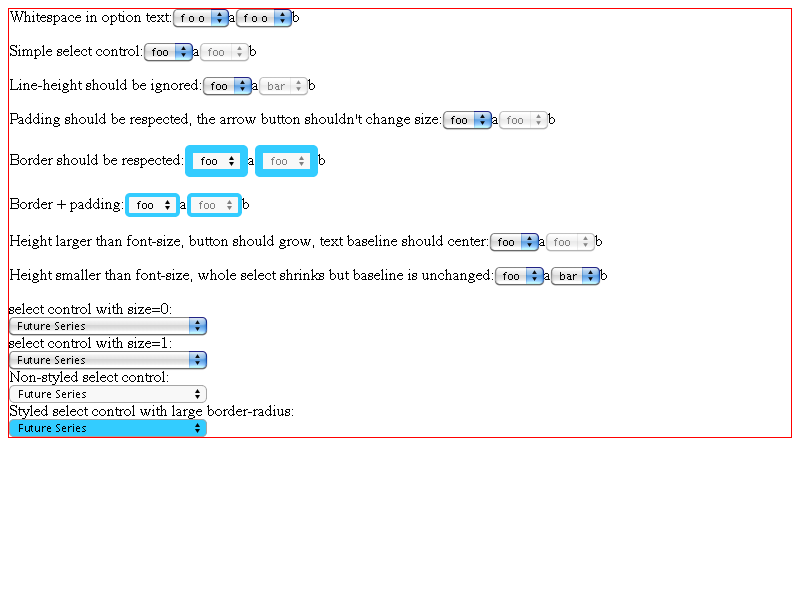 Whitespace in option text: f o o a f o o b
Simple select control: foo a foo b
Line-height should be ignored: foo a bar b
Padding should be respected, the arrow button shouldn't change size: foo a foo b
Border should be respected: foo a foo b
Border + padding: foo a foo b
Height larger than font-size, button should grow, text baseline should center: foo a foo b
Height smaller than font-size, whole select shrinks but baseline is unchanged: foo a bar b
select control with size=0:
Future Series
select control with size=1:
Future Series
Non-styled select control:
Future Series
Styled select control with large border-radius:
Future Series